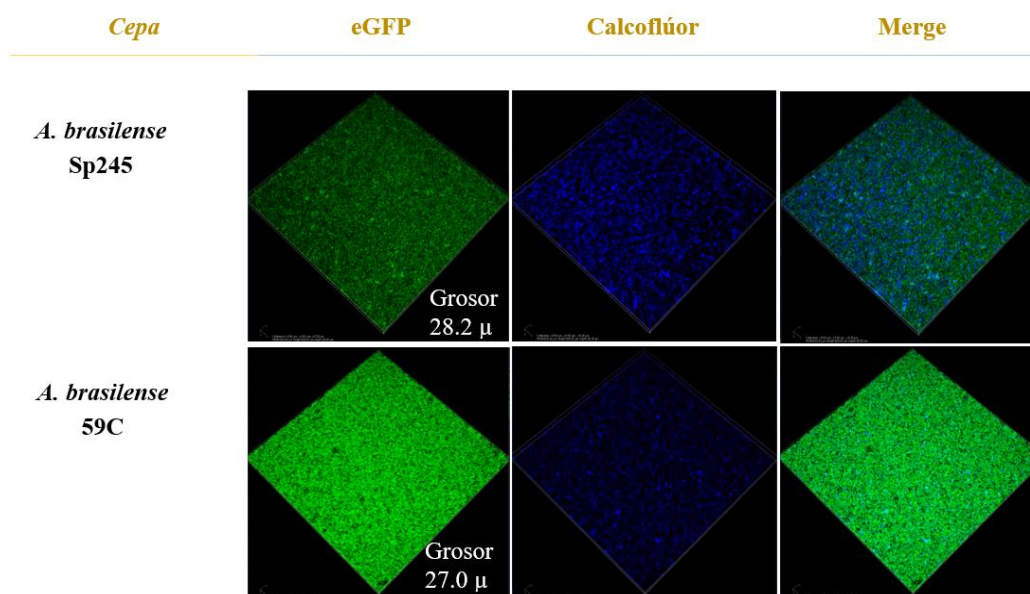 Cepa eGFP Calcoflúor Merge
A. brasilense
Sp245
Grosor
28.2 µ
A. brasilense
59C
Grosor
27.0 µ